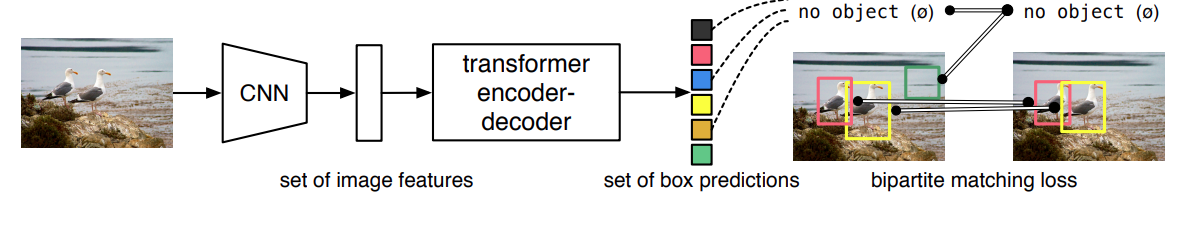 no object (ø)
no object (ø)
CNN
transformer
encoder-
decoder
set of image features
set of box predictions
bipartite matching loss